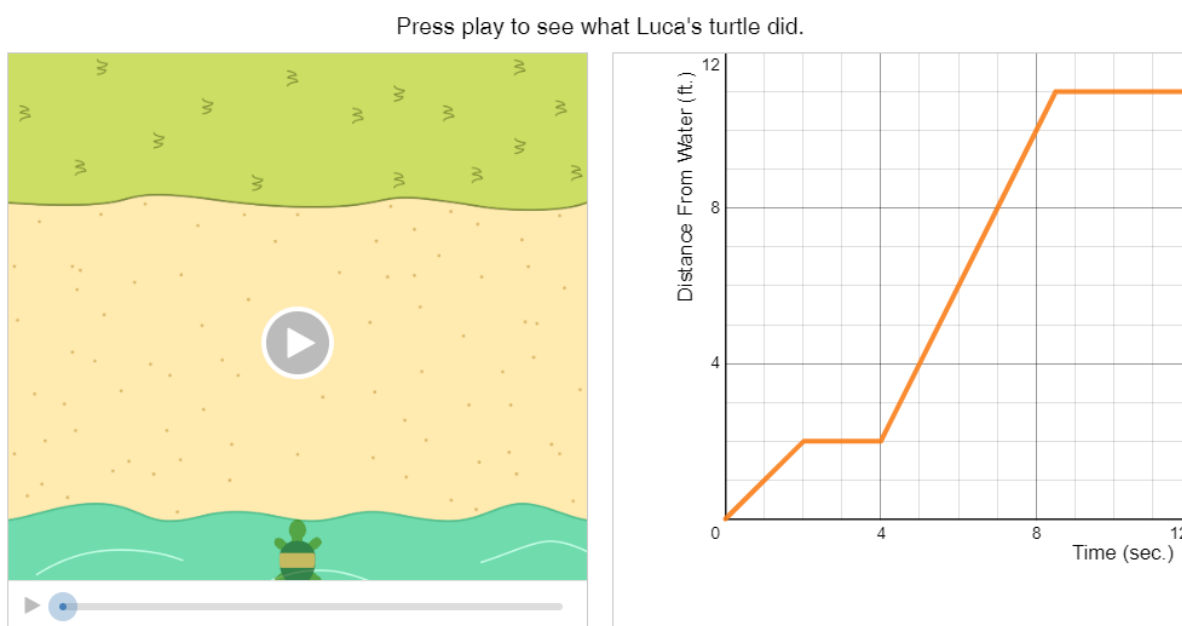 Press play to see what Luca's turtle did.
12
8
4
0
4
8
Distance From Water (ft.)
Time (sec.)